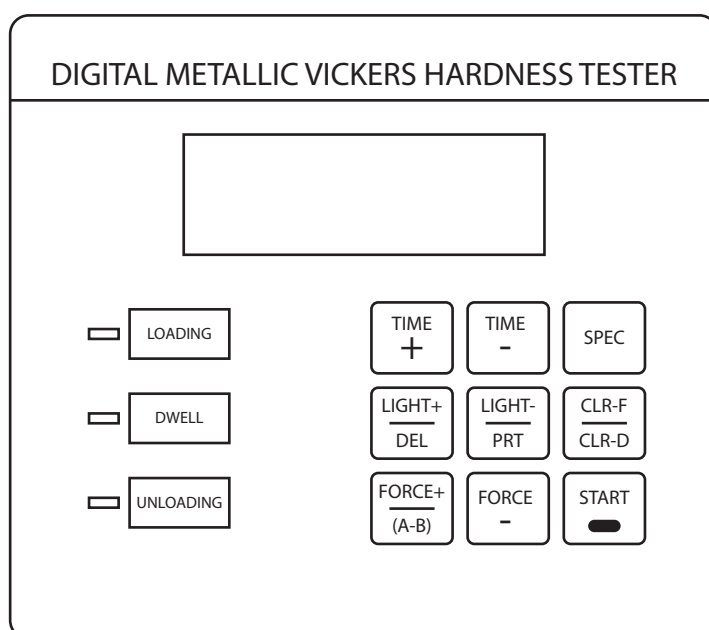 DIGITAL METALLIC VICKERS HARDNESS TESTER
LOADING
TIME
+
TIME
-
SPEC
DWELL
LIGHT+
DEL
LIGHT-
PRT
CLR-F
CLR-D
UNLOADING
FORCE+
(A-B)
FORCE
-
START